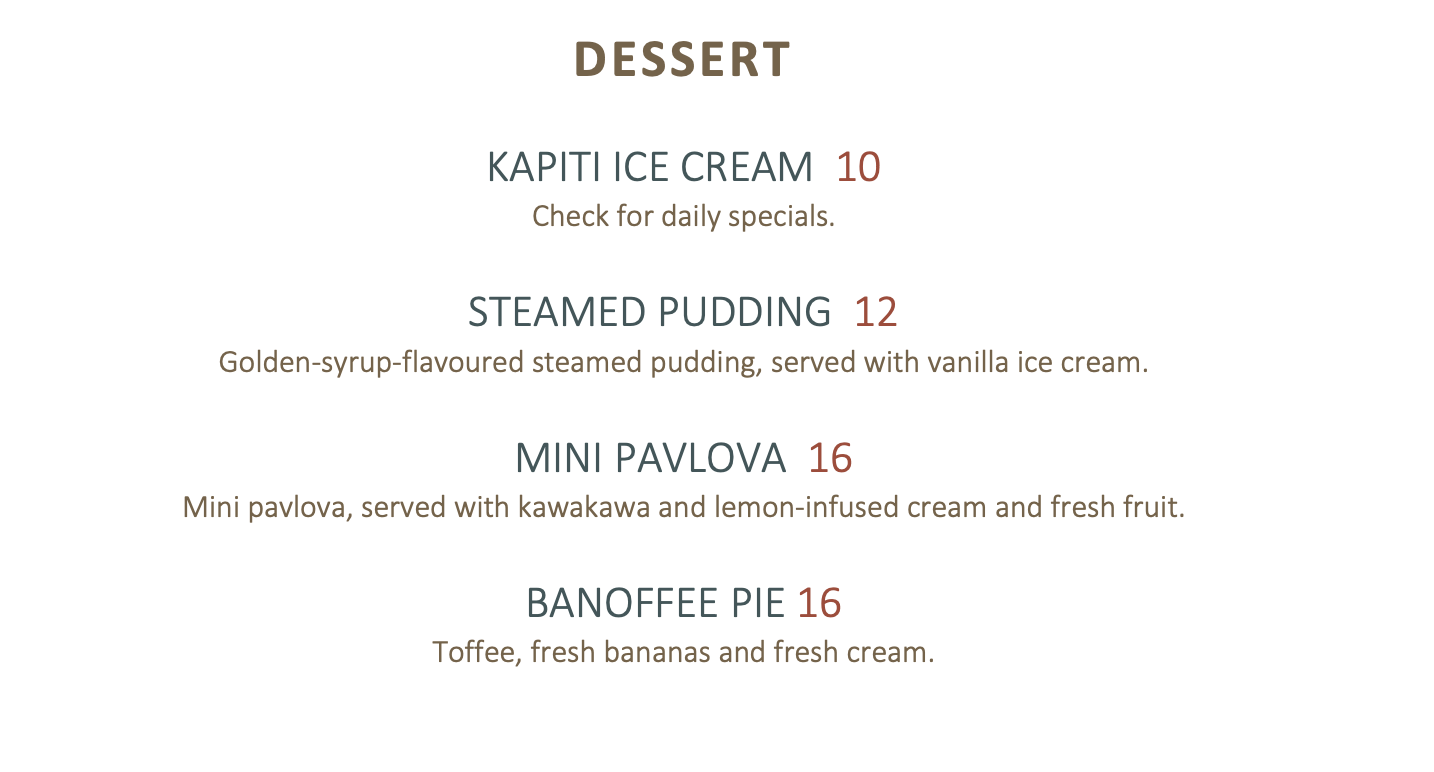 DESSERT
KAPITI ICE CREAM 10
Check for daily specials.
STEAMED PUDDING 12
Golden-syrup-flavoured steamed pudding, served with vanilla ice cream.
MINI PAVLOVA 16
Mini pavlova, served with kawakawa and lemon-infused cream and fresh fruit.
BANOFFEE PIE 16
Toffee, fresh bananas and fresh cream.